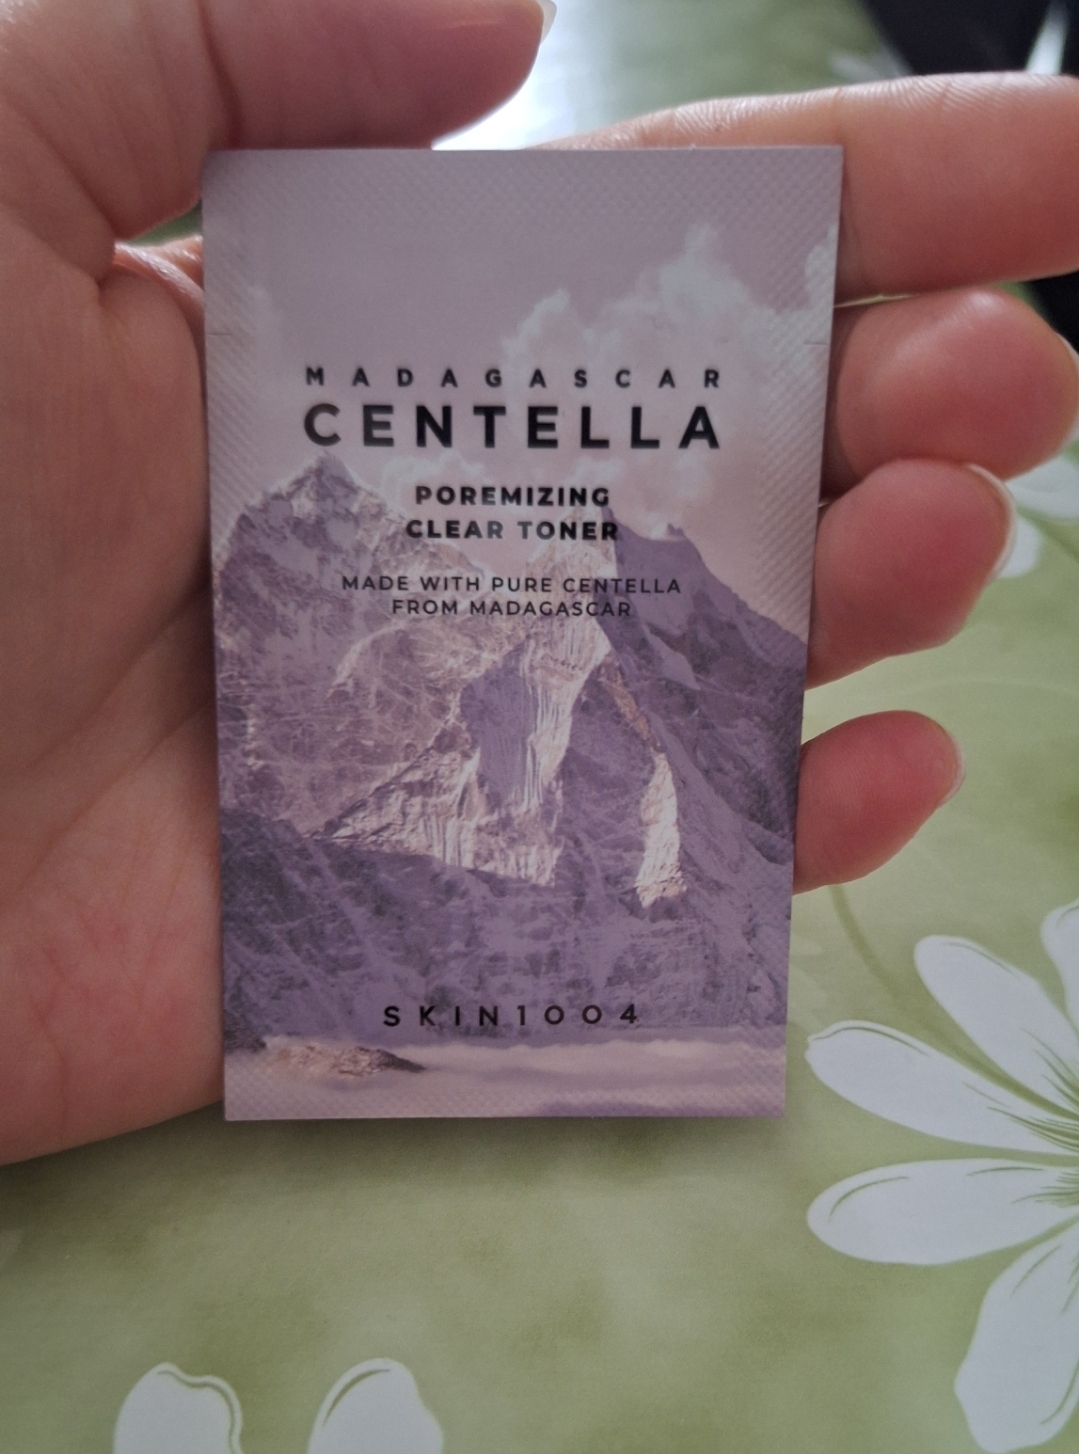 MADAGASCAR
CENTELLA
POREMIZING
CLEAR TONER
MADE WITH PURE CENTELLA
FROM MADAGASCAR
SKIN1004